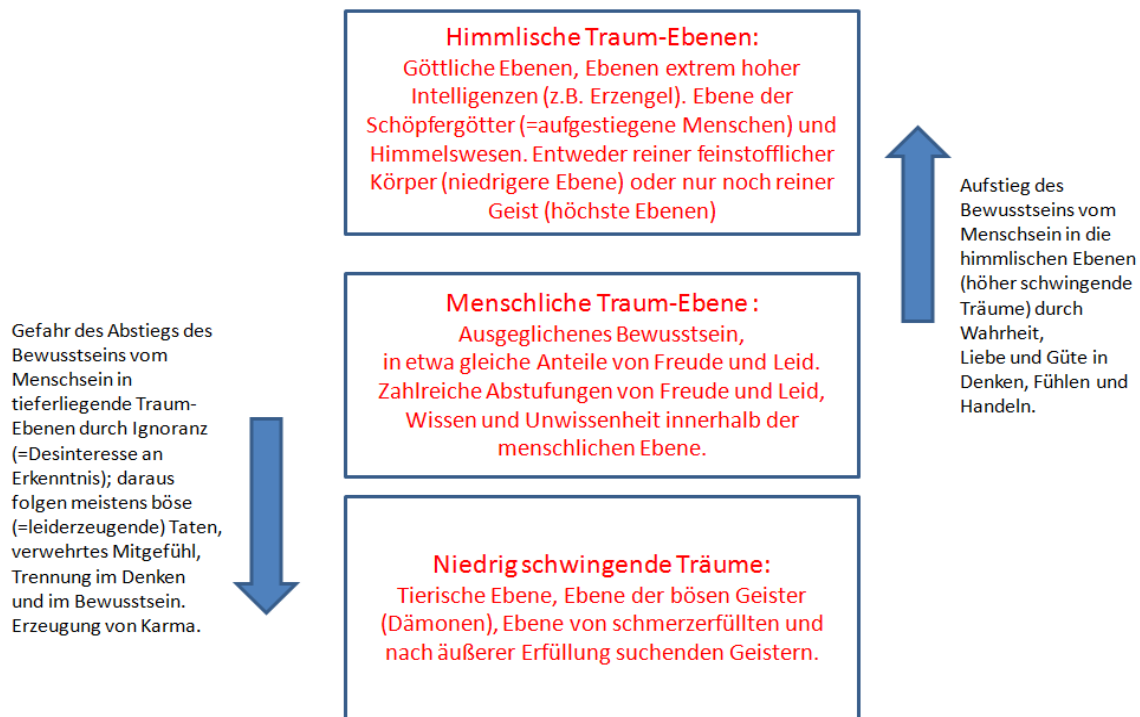 Himmlische Traum-Ebenen:
Göttliche Ebenen, Ebenen extrem hoher
Intelligenzen (z.B. Erzengel). Ebene der
Schöpfergötter (=aufgestiegene Menschen) und
Himmelswesen. Entweder reiner feinstofflicher
Körper (niedrigere Ebene) oder nur noch reiner
Geist (höchste Ebenen)
Aufstieg des
Bewusstseins vom
Menschsein in die
himmlischen Ebenen
(höher schwingende
Träume) durch
Wahrheit,
Liebe und Güte in
Denken, Fühlen und
Handeln.
Menschliche Traum-Ebene :
Ausgeglichenes Bewusstsein,
in etwa gleiche Anteile von Freude und Leid.
Zahlreiche Abstufungen von Freude und Leid,
Wissen und Unwissenheit innerhalb der
menschlichen Ebene.
Gefahr des Abstiegs des
Bewusstseins vom
Menschsein in
tieferliegende Traum-
Ebenen durch Ignoranz
(=Desinteresse an
Erkenntnis); daraus
folgen meistens böse
(=leiderzeugende) Taten,
verwehrtes Mitgefühl,
Trennung im Denken
und im Bewusstsein.
Erzeugung von Karma.
Niedrig schwingende Träume:
Tierische Ebene, Ebene der bösen Geister
(Dämonen), Ebene von schmerzerfüllten und
nach äußerer Erfüllung suchenden Geistern.